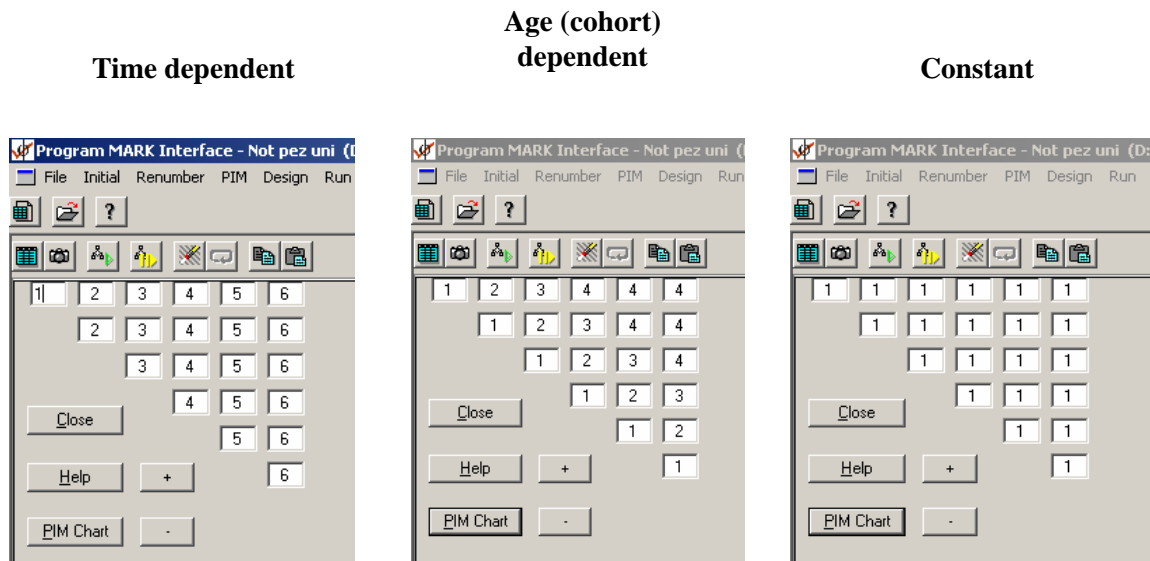 Time dependent
Age (cohort)
dependent
Constant
Program MARK Interface - Not pez uni (D
File Initial Renumber PIM Design Run
?
1 2 3 4 5 6
2 3 4 5 6
3 4 5 6
4 5 6
5 6
6
Close
Help +
PIM Chart -
Program MARK Interface - Not pez uni (
File Initial Renumber PIM Design Run
?
1 2 3 4 4 4
1 2 3 4 4
1 2 3 4
1 2 3
1 2
1
Close
Help +
PIM Chart -
Program MARK Interface - Not pez uni (D:
File Initial Renumber PIM Design Run
?
1 1 1 1 1 1
1 1 1 1 1
1 1 1 1
1 1 1
1 1
1
Close
Help +
PIM Chart -